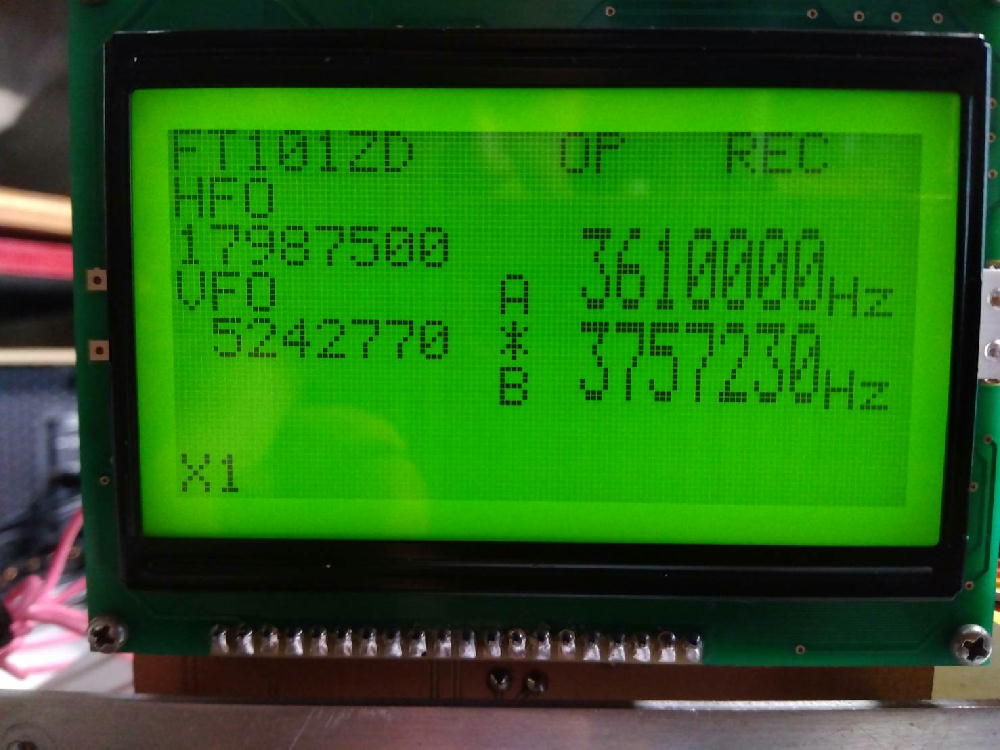 FT101ZD OP REC
HFO
17987500 3610000Hz
VFO A
5242770 * 3757230Hz
B
X1